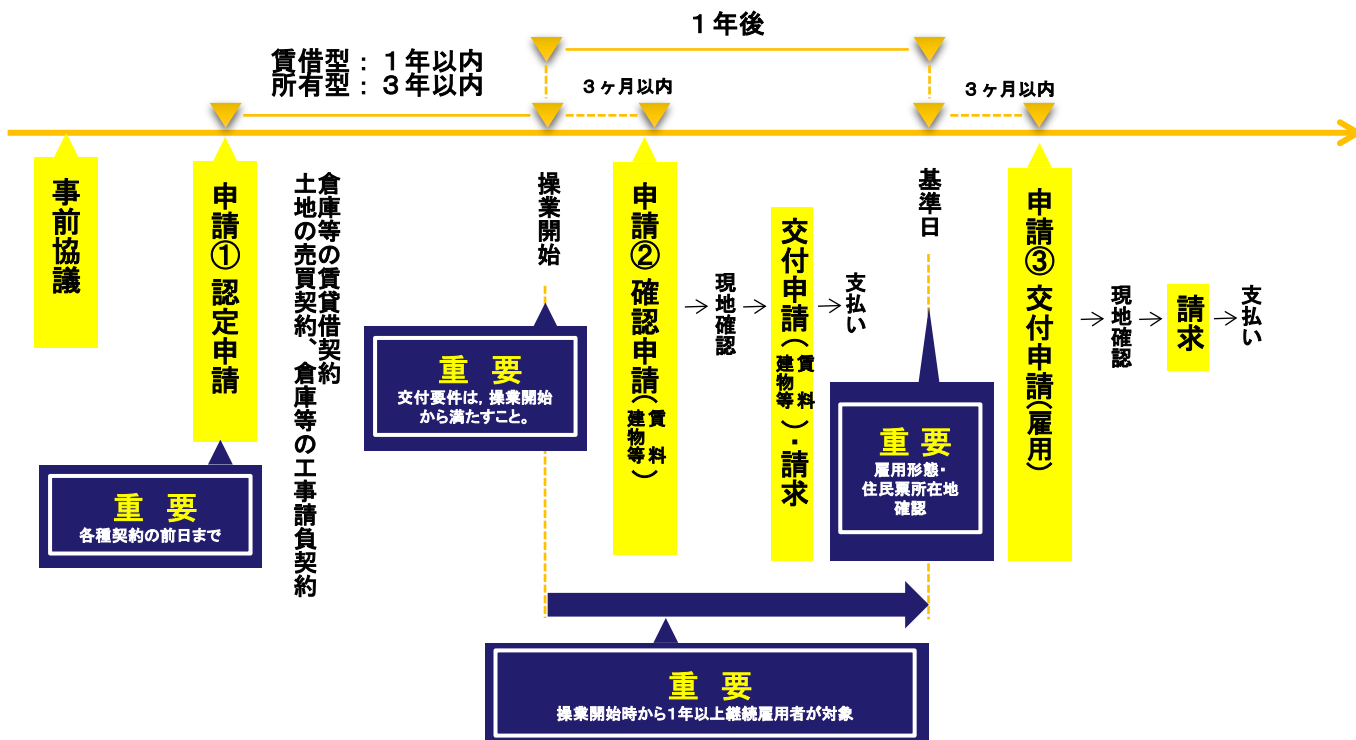 1年後
賃借型：1年以内
所有型：3年以内
3ヶ月以内
3ヶ月以内
事前協議
申請①認定申請
倉庫等の賃貸借契約
土地の売買契約、倉庫等の工事請負契約
操業開始
申請②確認申請(賃料
建物等)
→現地確認→
交付申請(賃料
建物等)・請求
→支払い
基準日
申請③交付申請(雇用)
→現地確認→
請求
→支払い
重要
各種契約の前日まで
重要
交付要件は，操業開始
から満たすこと。
重要
雇用形態・
住民票所在地
確認
重要
操業開始時から1年以上継続雇用者が対象